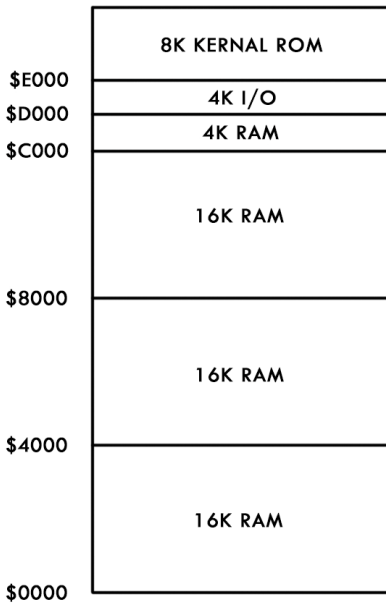 8K KERNAL ROM
$E000
4K I/O
$D000
4K RAM
$C000
16K RAM
$8000
16K RAM
$4000
16K RAM
$0000